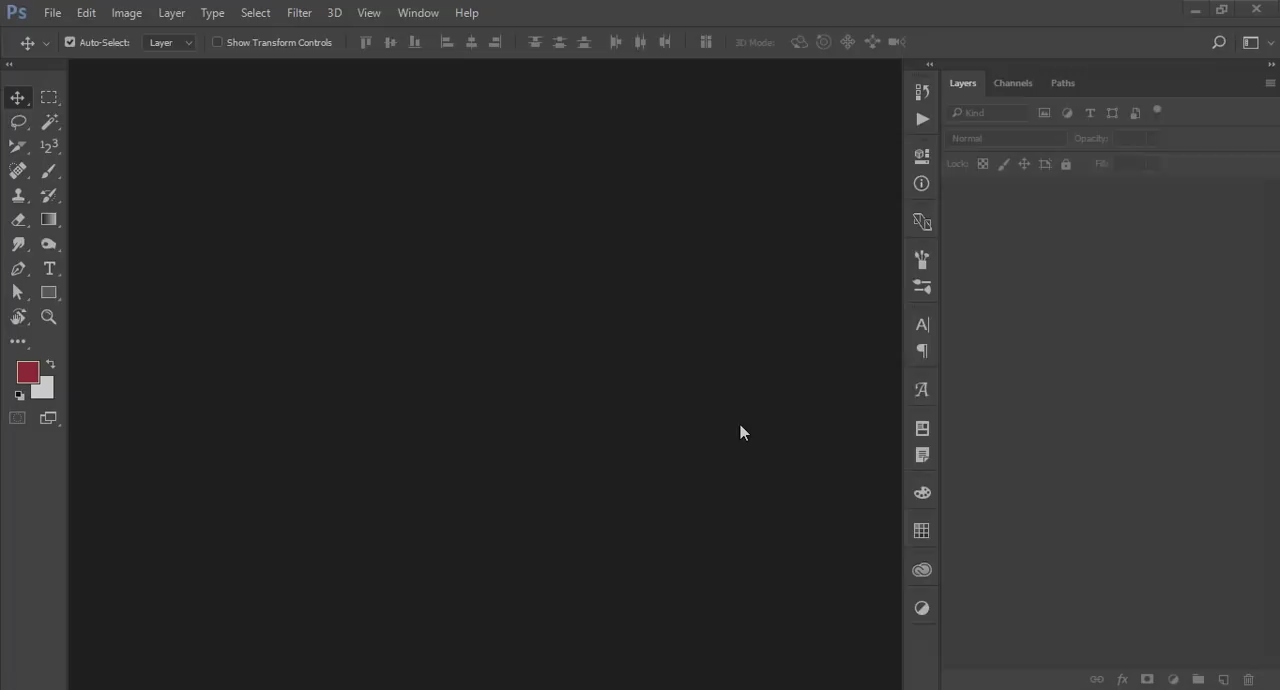 Ps File Edit Image Layer Type Select Filter 3D View Window Help
Auto-Select: Layer Show Transform Controls 3D Mode:
Layers Channels Paths
Kind
Normal Opacity:
Lock: Fill: